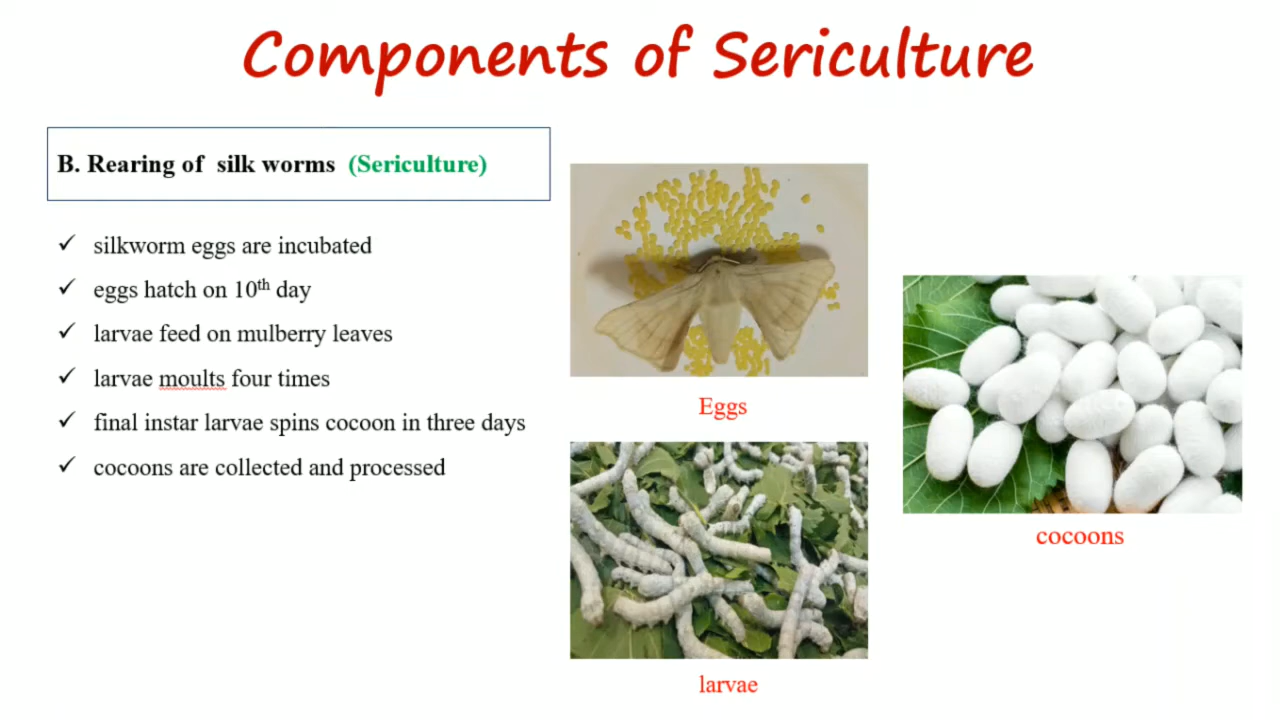 Components of Sericulture
B. Rearing of silk worms (Sericulture)
✓ silkworm eggs are incubated
✓ eggs hatch on 10th day
✓ larvae feed on mulberry leaves
✓ larvae moults four times
✓ final instar larvae spins cocoon in three days
✓ cocoons are collected and processed
Eggs
larvae
cocoons